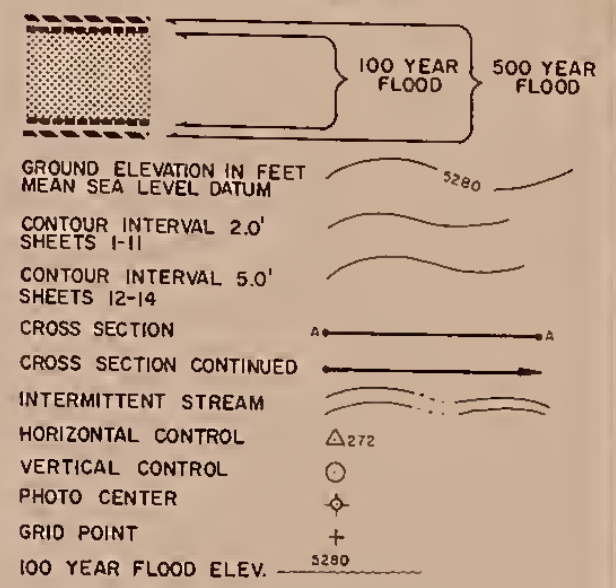 100 YEAR FLOOD
500 YEAR FLOOD
GROUND ELEVATION IN FEET
MEAN SEA LEVEL DATUM
5280
CONTOUR INTERVAL 2.0'
SHEETS 1-11
CONTOUR INTERVAL 5.0'
SHEETS 12-14
CROSS SECTION A A
CROSS SECTION CONTINUED
INTERMITTENT STREAM
HORIZONTAL CONTROL 272
VERTICAL CONTROL
PHOTO CENTER
GRID POINT
100 YEAR FLOOD ELEV. 5280